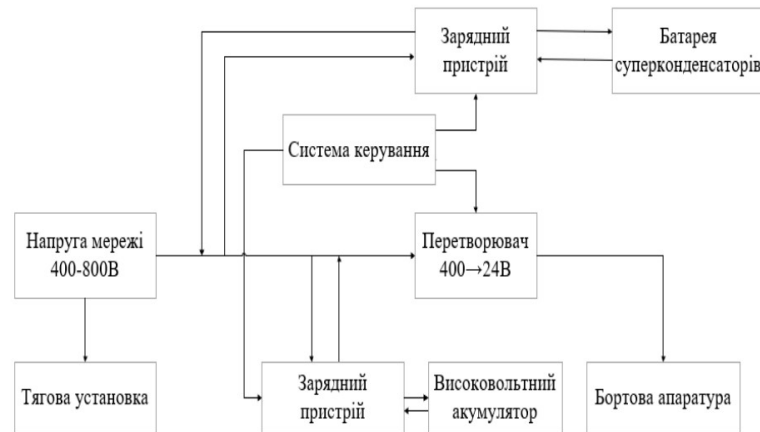 Зарядний
пристрій
Батарея
суперконденсаторів
Система керування
Напруга мережі
400-800В
Перетворювач
400→24В
Тягова установка
Зарядний
пристрій
Високовольтний
акумулятор
Бортова апаратура